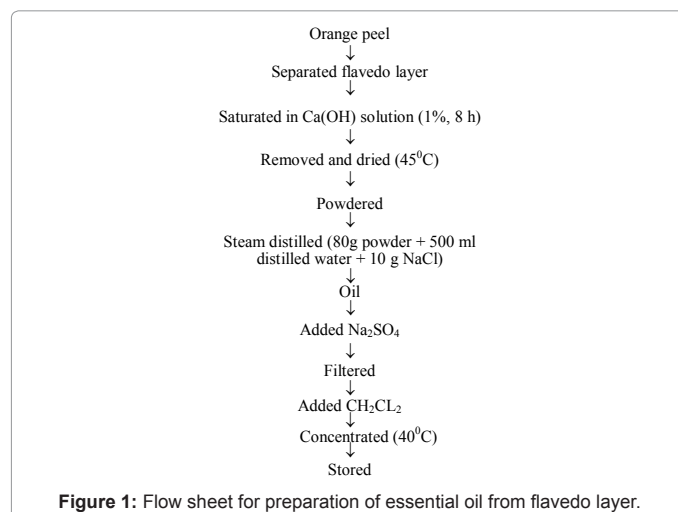 Orange peel
↓
Separated flavedo layer
↓
Saturated in Ca(OH) solution (1%, 8 h)
↓
Removed and dried (45⁰C)
↓
Powdered
↓
Steam distilled (80g powder + 500 ml
distilled water + 10 g NaCl)
↓
Oil
↓
Added Na₂SO₄
↓
Filtered
↓
Added CH₂CL₂
↓
Concentrated (40⁰C)
↓
Stored
Figure 1: Flow sheet for preparation of essential oil from flavedo layer.